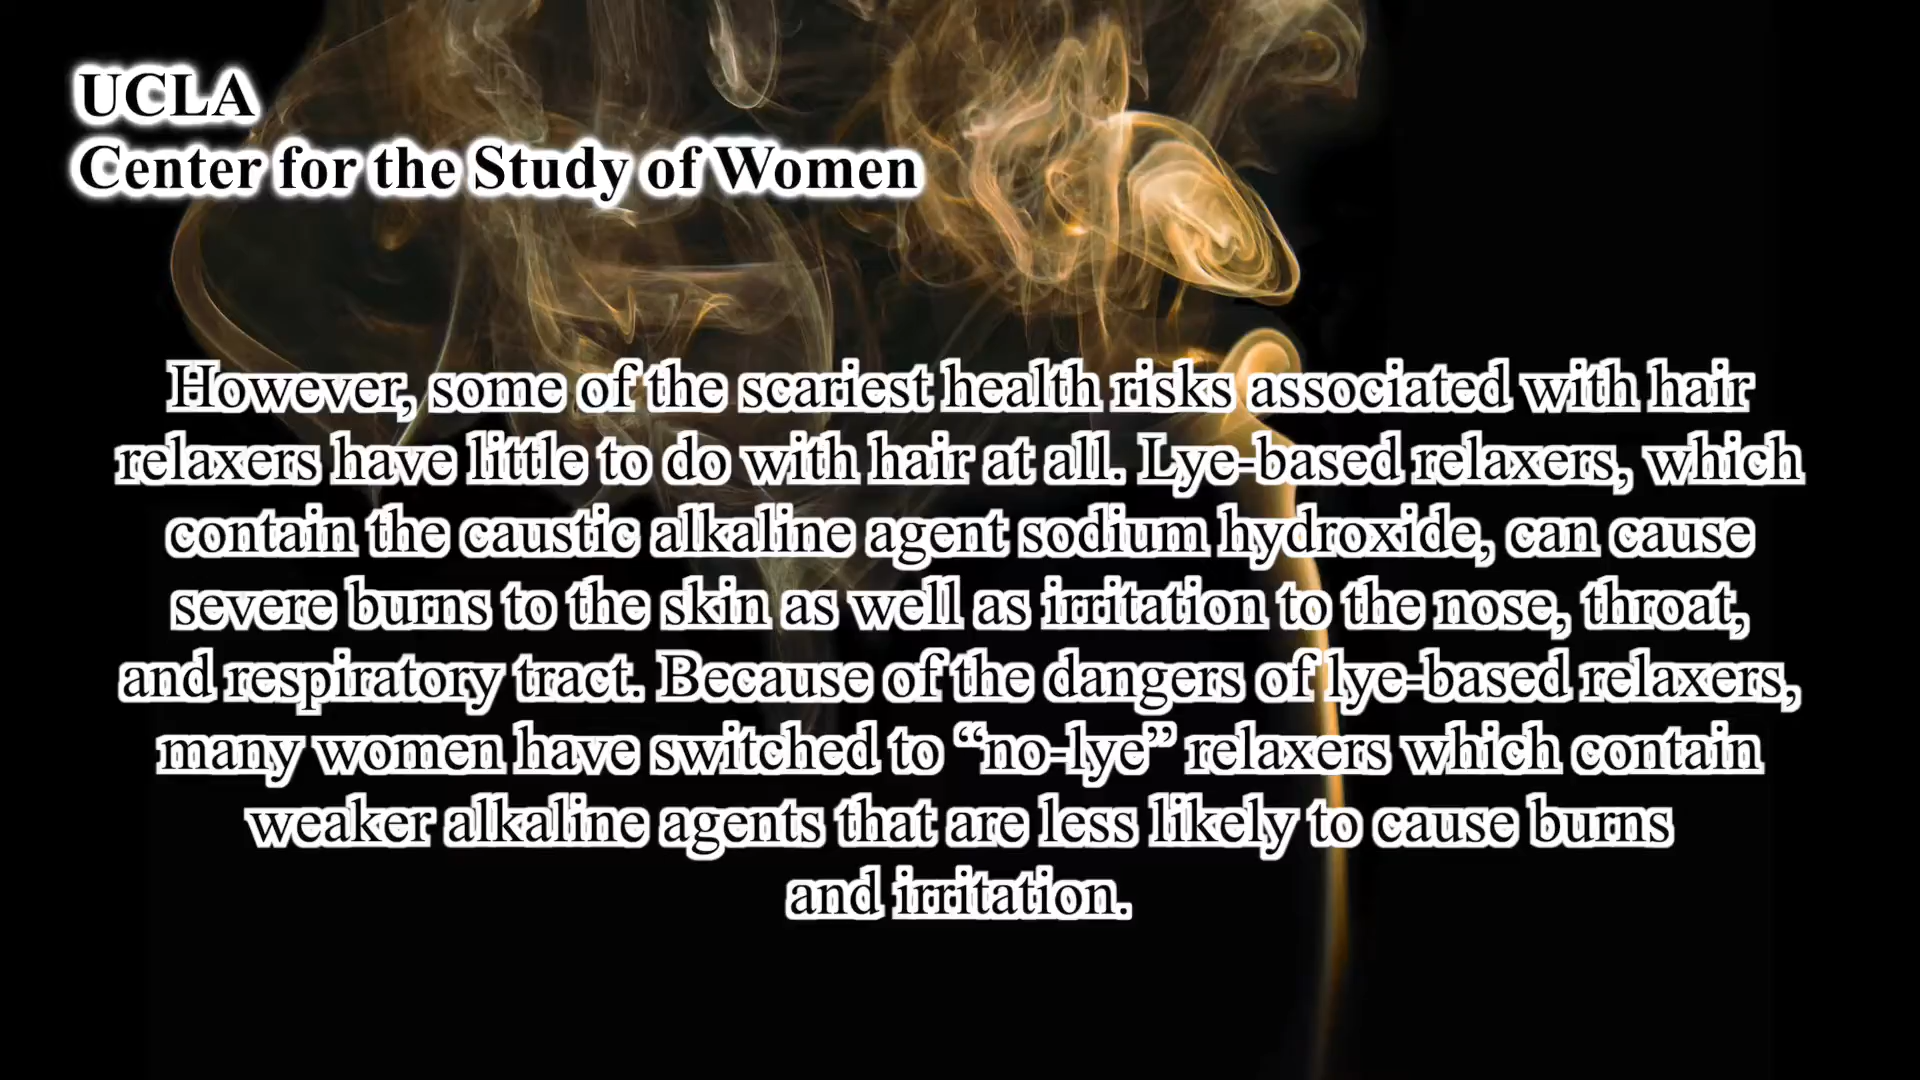 UCLA
Center for the Study of Women
However, some of the scariest health risks associated with hair
relaxers have little to do with hair at all. Lye-based relaxers, which
contain the caustic alkaline agent sodium hydroxide, can cause
severe burns to the skin as well as irritation to the nose, throat,
and respiratory tract. Because of the dangers of lye-based relaxers,
many women have switched to “no-lye” relaxers which contain
weaker alkaline agents that are less likely to cause burns
and irritation.